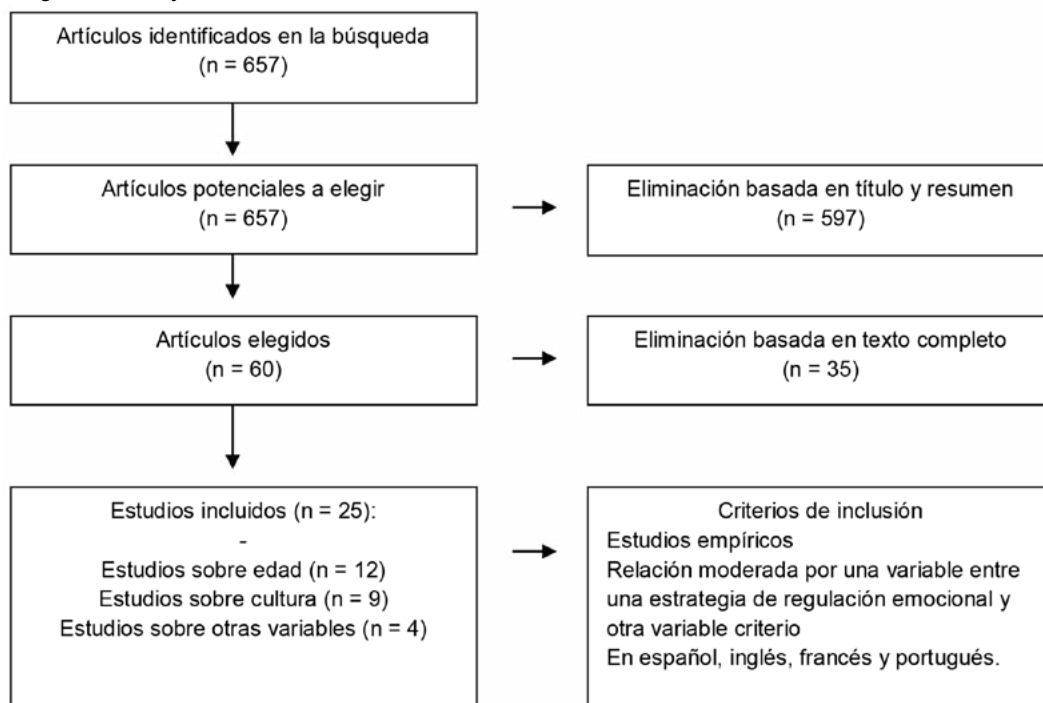 Artículos identificados en la búsqueda
(n = 657)
Artículos potenciales a elegir
(n = 657)
Eliminación basada en título y resumen
(n = 597)
Artículos elegidos
(n = 60)
Eliminación basada en texto completo
(n = 35)
Estudios incluidos (n = 25):
-
Estudios sobre edad (n = 12)
Estudios sobre cultura (n = 9)
Estudios sobre otras variables (n = 4)
Criterios de inclusión
Estudios empíricos
Relación moderada por una variable entre
una estrategia de regulación emocional y
otra variable criterio
En español, inglés, francés y portugués.